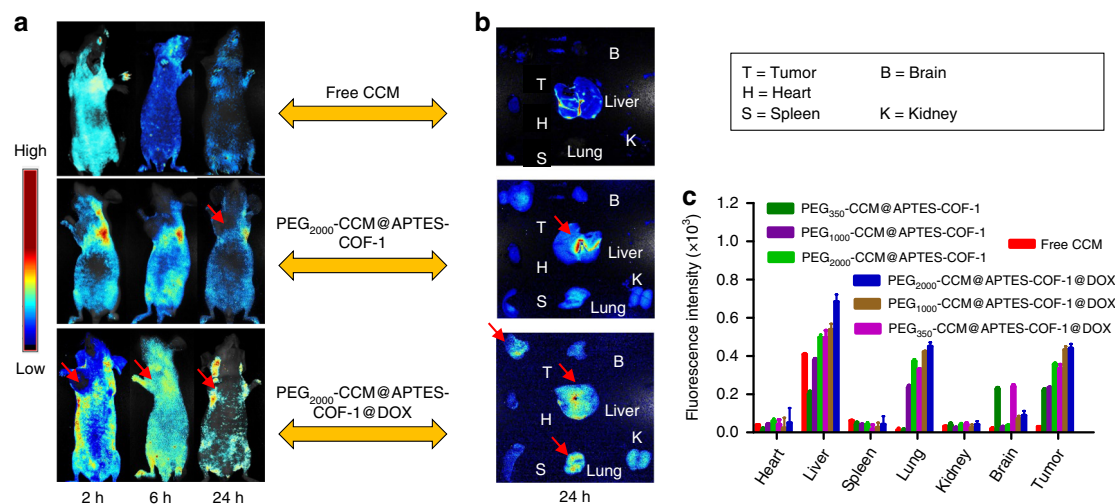 a
High
Low
2 h
6 h
24 h
Free CCM
PEG2000-CCM@APTES-
COF-1
PEG2000-CCM@APTES-
COF-1@DOX
b
B
T
Liver
H
K
S
Lung
B
T
Liver
H
K
S
Lung
B
T
Liver
H
K
S
Lung
24 h
T = Tumor
B = Brain
H = Heart
S = Spleen
K = Kidney
c
Fluorescence intensity (×10³)
1.2
1.0
0.8
0.6
0.4
0.2
0.0
PEG350-CCM@APTES-COF-1
PEG1000-CCM@APTES-COF-1
PEG2000-CCM@APTES-COF-1
Free CCM
PEG2000-CCM@APTES-COF-1@DOX
PEG1000-CCM@APTES-COF-1@DOX
PEG350-CCM@APTES-COF-1@DOX
Heart
Liver
Spleen
Lung
Kidney
Brain
Tumor